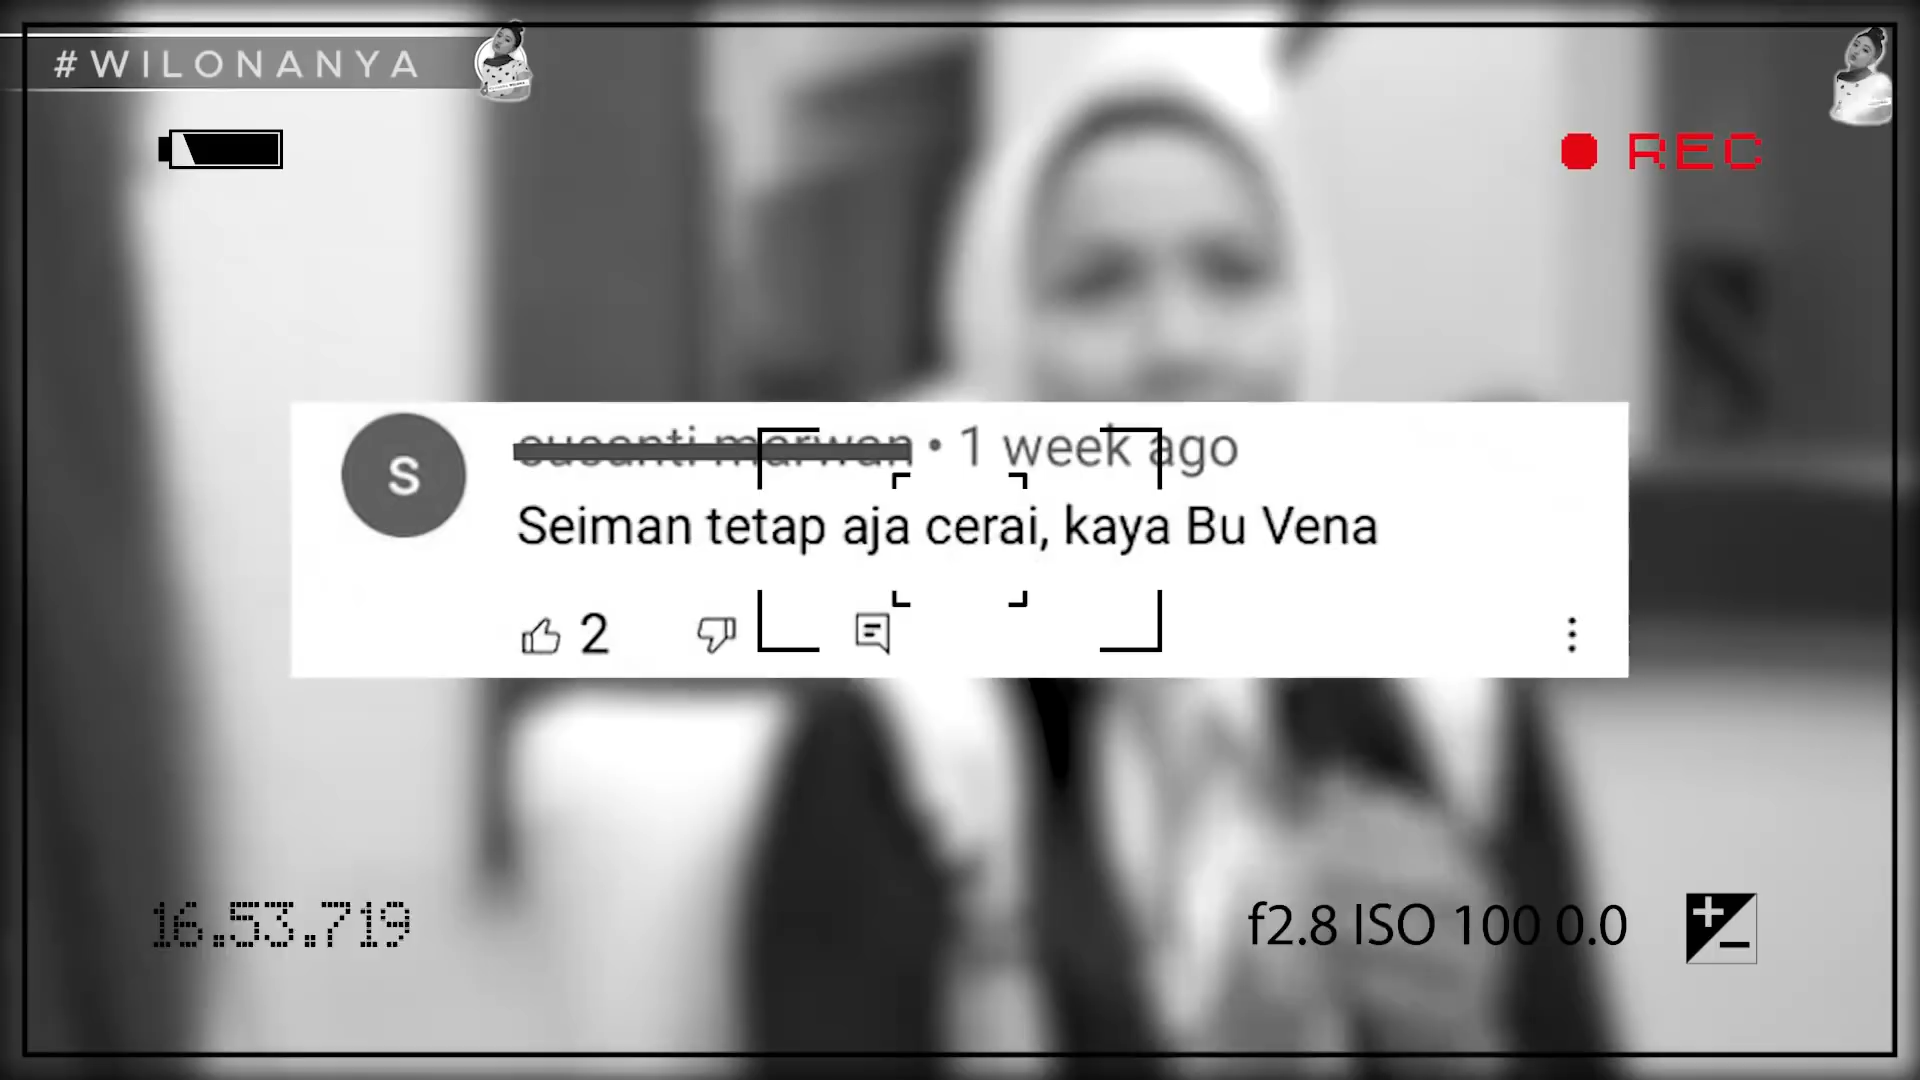 #WILONANYA
REC
S
• 1 week ago
Seiman tetap aja cerai, kaya Bu Vena
2
16.53.719
f2.8 ISO 100 0.0